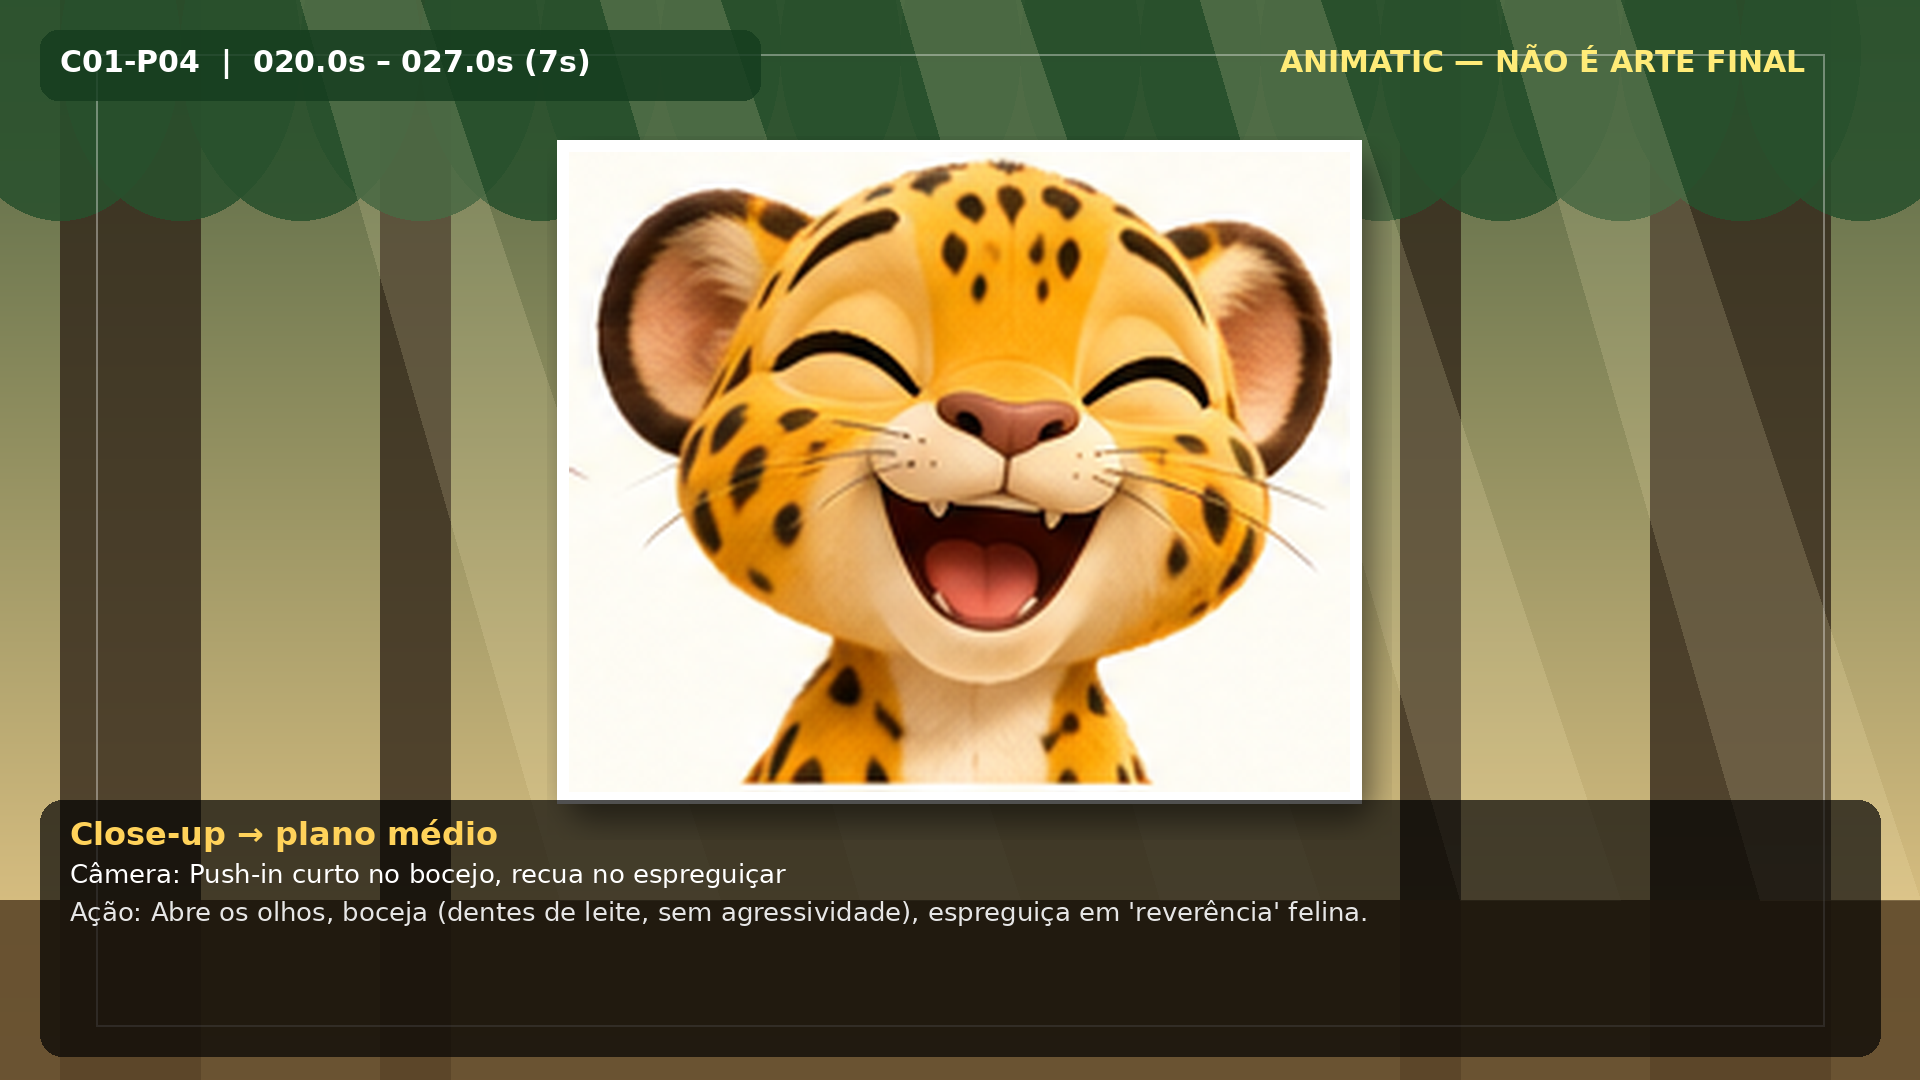 C01-P04 | 020.0s – 027.0s (7s)
ANIMATIC — NÃO É ARTE FINAL
Close-up → plano médio
Câmera: Push-in curto no bocejo, recua no espreguiçar
Ação: Abre os olhos, boceja (dentes de leite, sem agressividade), espreguiça em 'reverência' felina.